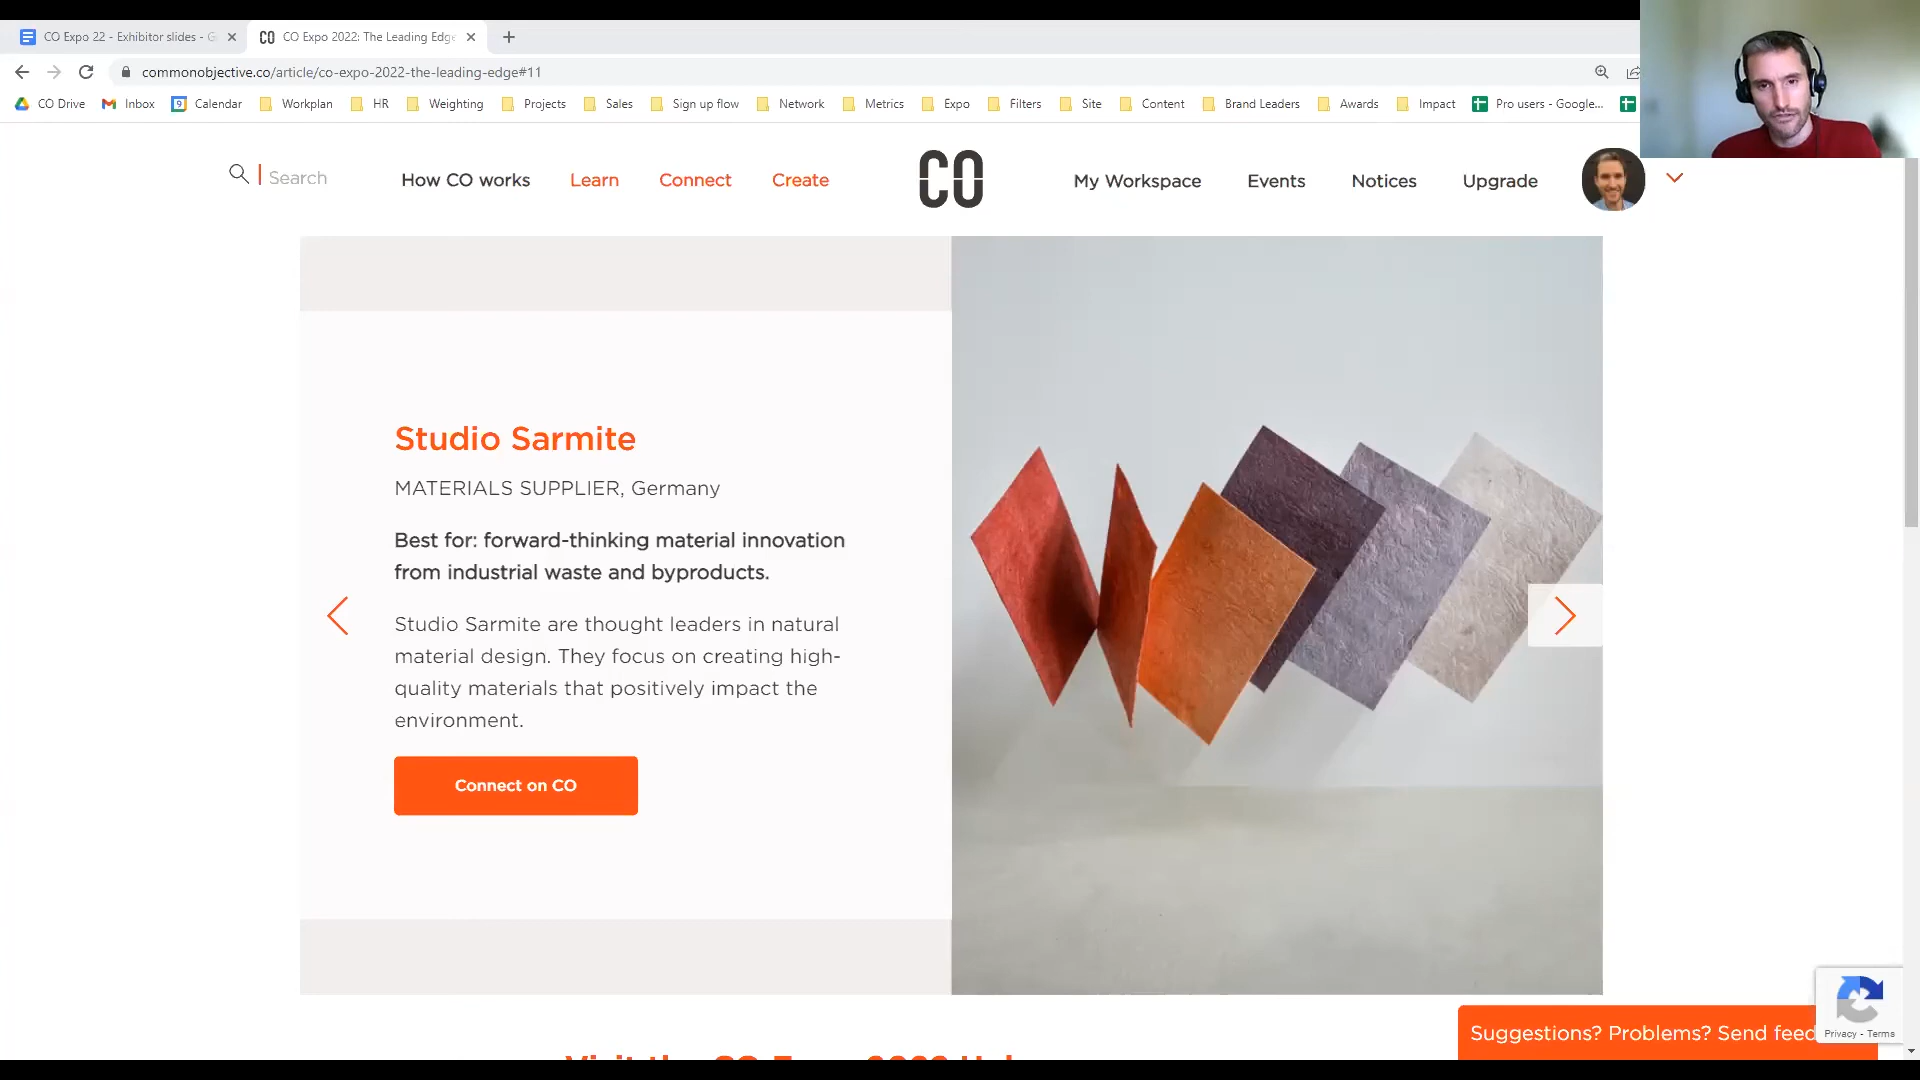 CO Expo 22 - Exhibitor slides - G
CO CO Expo 2022: The Leading Edge
commonobjective.co/article/co-expo-2022-the-leading-edge#11
CO Drive Inbox 9 Calendar Workplan HR Weighting Projects Sales Sign up flow Network Metrics Expo Filters Site Content Brand Leaders Awards Impact Pro users - Google...
Search How CO works Learn Connect Create CO My Workspace Events Notices Upgrade
Studio Sarmite
MATERIALS SUPPLIER, Germany
Best for: forward-thinking material innovation
from industrial waste and byproducts.
Studio Sarmite are thought leaders in natural
material design. They focus on creating high-
quality materials that positively impact the
environment.
Connect on CO
Suggestions? Problems? Send feed
Privacy - Terms